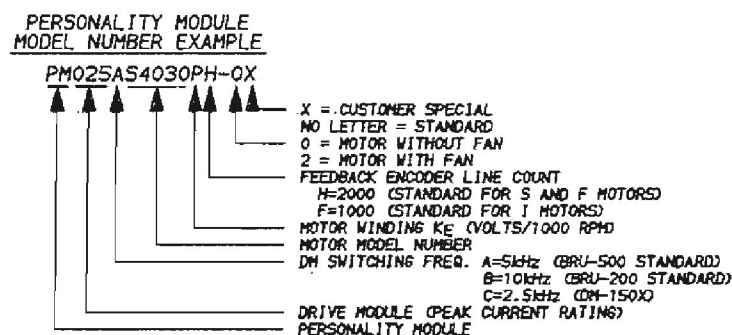 PERSONALITY MODULE
MODEL NUMBER EXAMPLE
PM025AS4030PH-0X
X = .CUSTOMER SPECIAL
NO LETTER = STANDARD
0 = MOTOR WITHOUT FAN
2 = MOTOR WITH FAN
FEEDBACK ENCODER LINE COUNT
H=2000 (STANDARD FOR S AND F MOTORS)
F=1000 (STANDARD FOR I MOTORS)
MOTOR WINDING KE (VOLTS/1000 RPM)
MOTOR MODEL NUMBER
DM SWITCHING FREQ. A=5kHz (BRU-500 STANDARD)
B=10kHz (BRU-200 STANDARD)
C=2.5kHz (DM-150X)
DRIVE MODULE (PEAK CURRENT RATING)
PERSONALITY MODULE